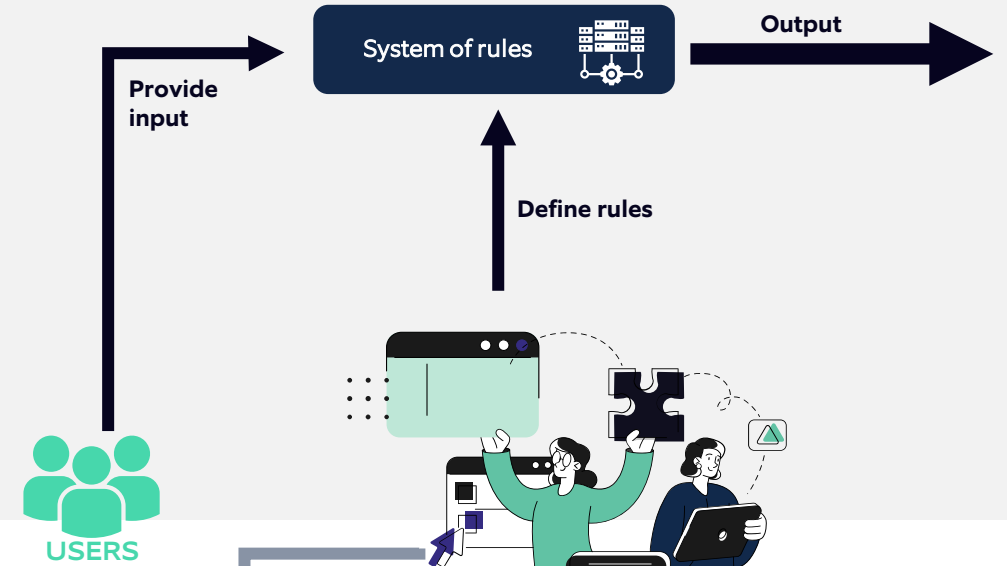 System of rules
Output
Provide
input
Define rules
USERS